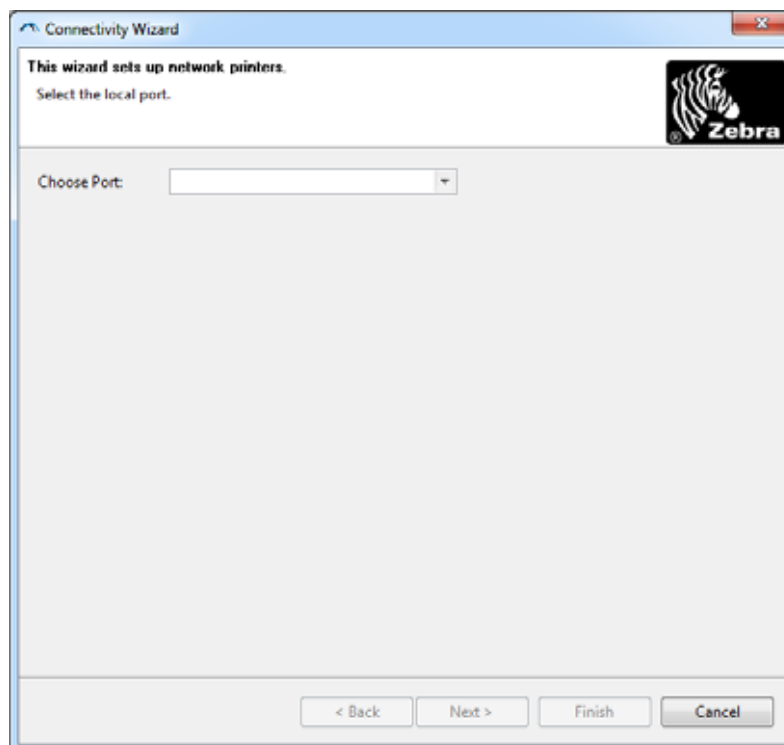 Connectivity Wizard
This wizard sets up network printers.
Select the local port.
® Zebra
Choose Port:
< Back Next > Finish Cancel